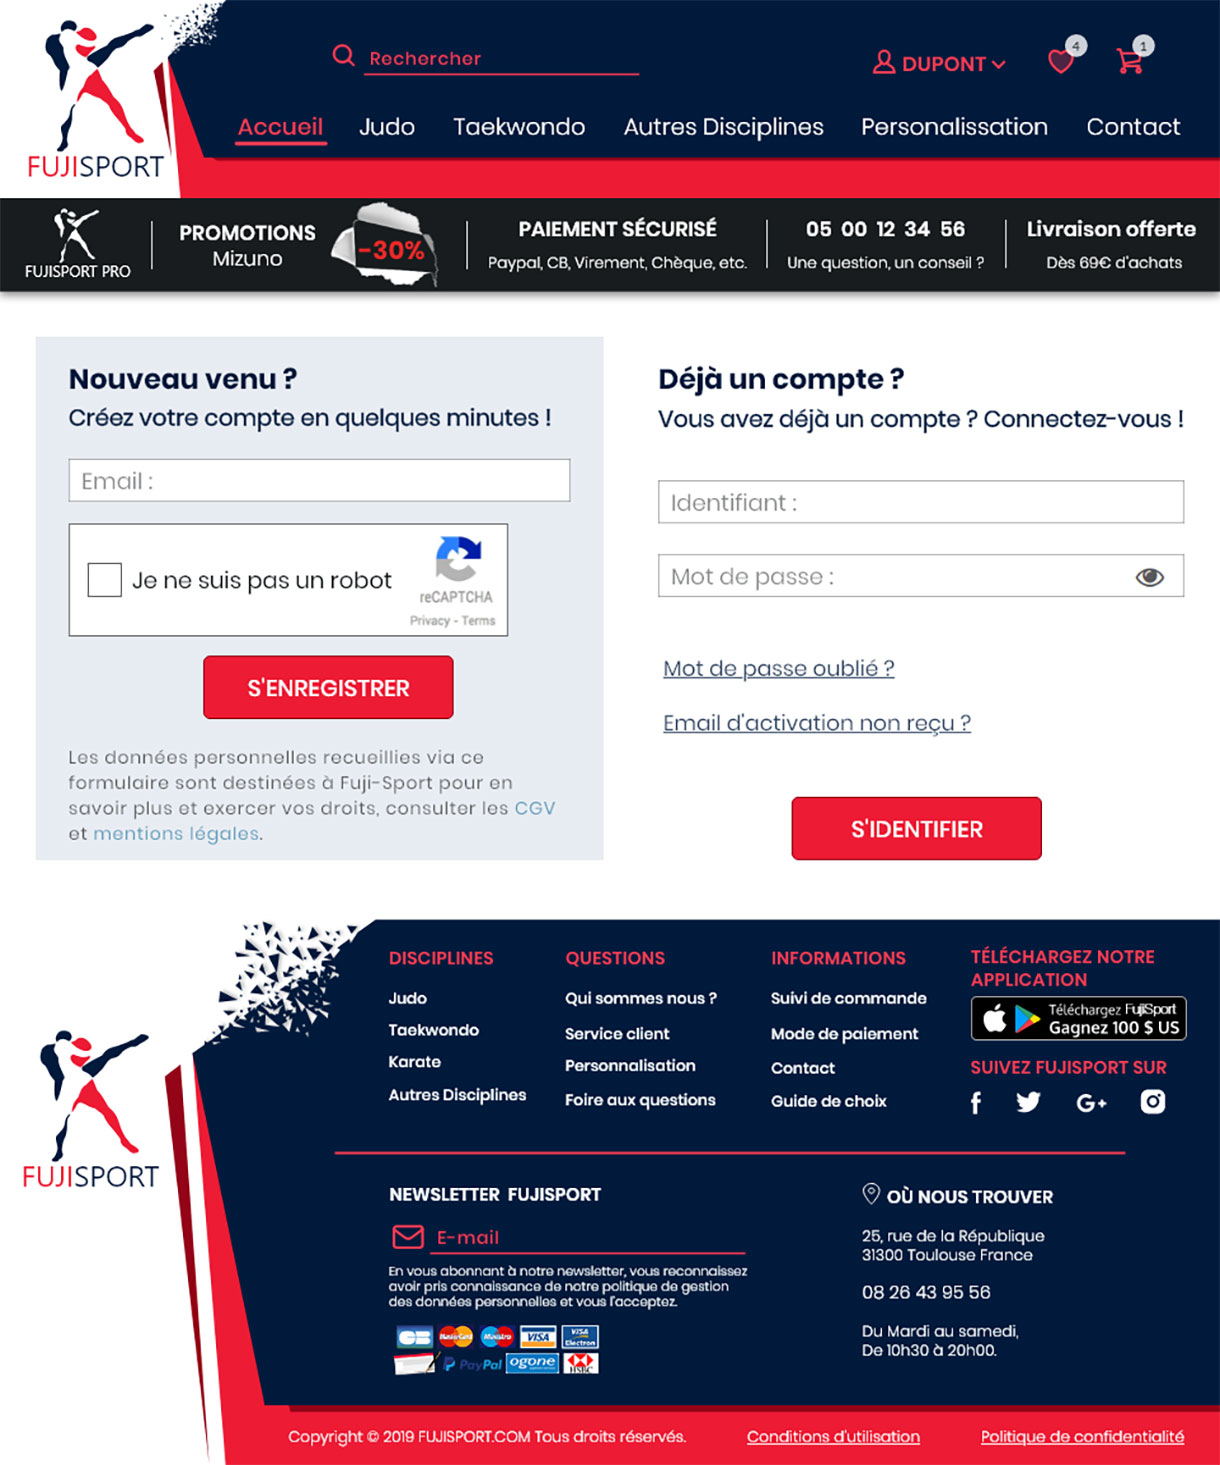 Rechercher
DUPONT
4
1
Accueil
Judo
Taekwondo
Autres Disciplines
Personalissation
Contact
FUJISPORT
FUJISPORT PRO
PROMOTIONS
Mizuno
-30%
PAIEMENT SÉCURISÉ
Paypal, CB, Virement, Chèque, etc.
05 00 12 34 56
Une question, un conseil ?
Livraison offerte
Dès 69€ d'achats
Nouveau venu ?
Créez votre compte en quelques minutes !
Email :
Je ne suis pas un robot
reCAPTCHA
Privacy - Terms
S'ENREGISTRER
Les données personnelles recueillies via ce
formulaire sont destinées à Fuji-Sport pour en
savoir plus et exercer vos droits, consulter les CGV
et mentions légales.
Déjà un compte ?
Vous avez déjà un compte ? Connectez-vous !
Identifiant :
Mot de passe :
Mot de passe oublié ?
Email d'activation non reçu ?
S'IDENTIFIER
FUJISPORT
DISCIPLINES
Judo
Taekwondo
Karate
Autres Disciplines
QUESTIONS
Qui sommes nous ?
Service client
Personnalisation
Foire aux questions
INFORMATIONS
Suivi de commande
Mode de paiement
Contact
Guide de choix
TÉLÉCHARGEZ NOTRE
APPLICATION
Téléchargez FujiSport
Gagnez 100 $ US
SUIVEZ FUJISPORT SUR
f
G+
NEWSLETTER FUJISPORT
E-mail
En vous abonnant à notre newsletter, vous reconnaissez
avoir pris connaissance de notre politique de gestion
des données personnelles et vous l'acceptez.
CB MasterCard Maestro VISA VISA Electron
PayPal ogone HSBC
OÙ NOUS TROUVER
25, rue de la République
31300 Toulouse France
08 26 43 95 56
Du Mardi au samedi,
De 10h30 à 20h00.
Copyright © 2019 FUJISPORT.COM Tous droits réservés.
Conditions d'utilisation
Politique de confidentialité